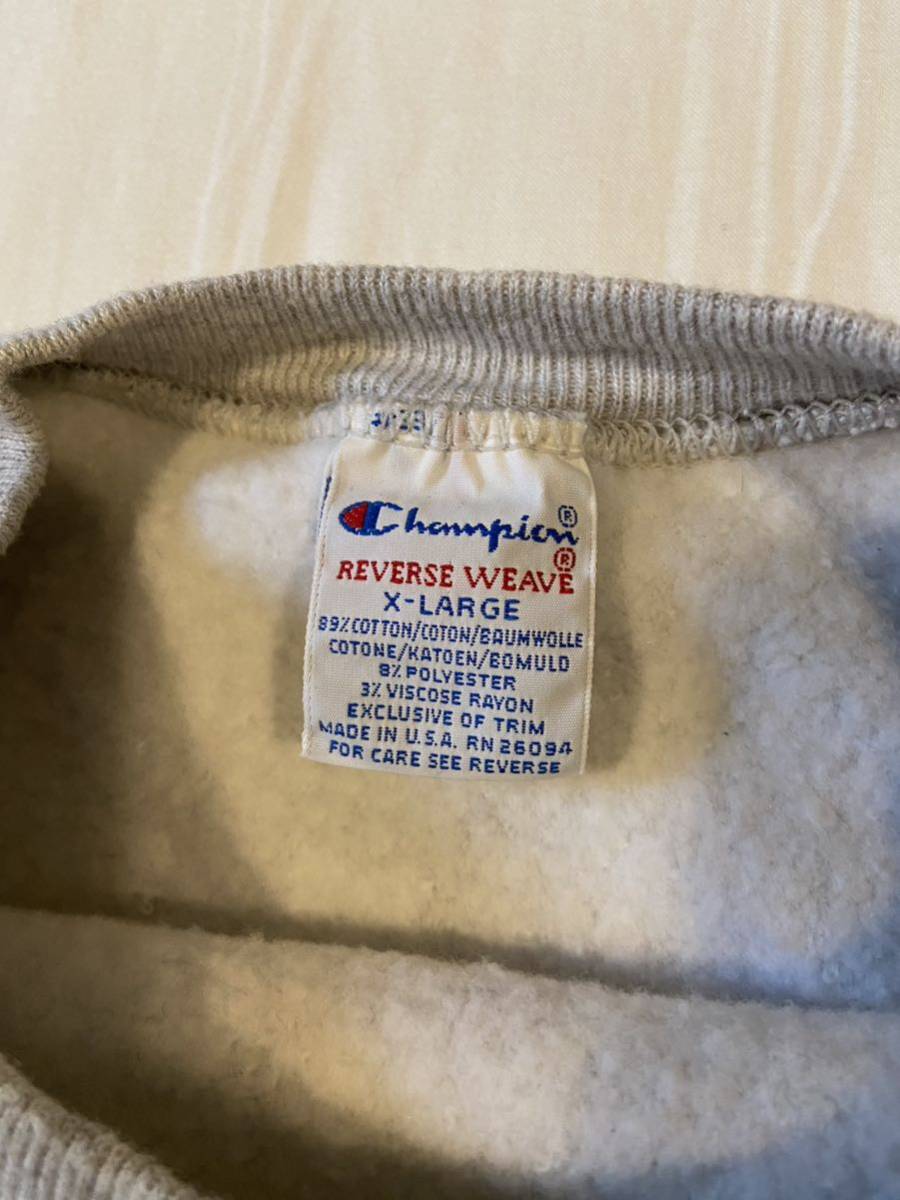 Champion®
REVERSE WEAVE®
X-LARGE
89% COTTON/COTON/BAUMWOLLE
COTONE/KATOEN/BOMULD
8% POLYESTER
3% VISCOSE RAYON
EXCLUSIVE OF TRIM
MADE IN U.S.A. RN 26094
FOR CARE SEE REVERSE